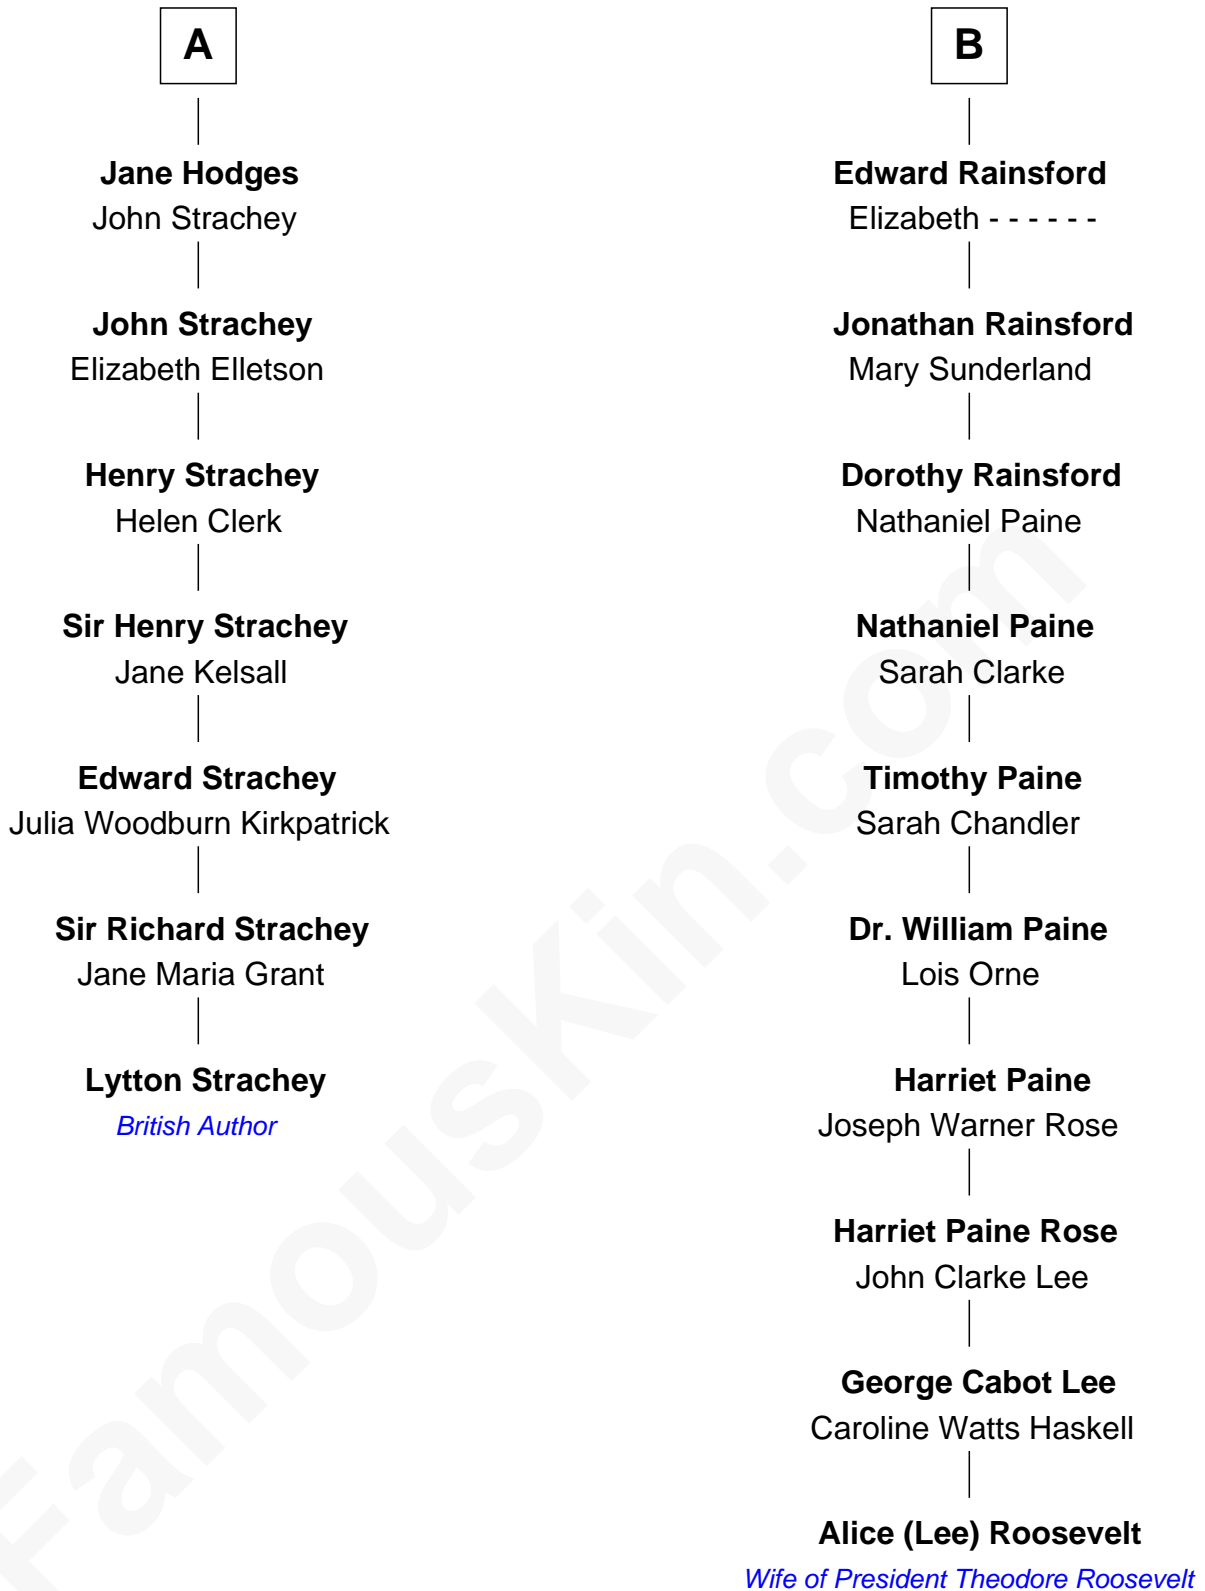 A
Jane Hodges
John Strachey
John Strachey
Elizabeth Elletson
Henry Strachey
Helen Clerk
Sir Henry Strachey
Jane Kelsall
Edward Strachey
Julia Woodburn Kirkpatrick
Sir Richard Strachey
Jane Maria Grant
Lytton Strachey
British Author
B
Edward Rainsford
Elizabeth - - - - - -
Jonathan Rainsford
Mary Sunderland
Dorothy Rainsford
Nathaniel Paine
Nathaniel Paine
Sarah Clarke
Timothy Paine
Sarah Chandler
Dr. William Paine
Lois Orne
Harriet Paine
Joseph Warner Rose
Harriet Paine Rose
John Clarke Lee
George Cabot Lee
Caroline Watts Haskell
Alice (Lee) Roosevelt
Wife of President Theodore Roosevelt
FamousKin.com